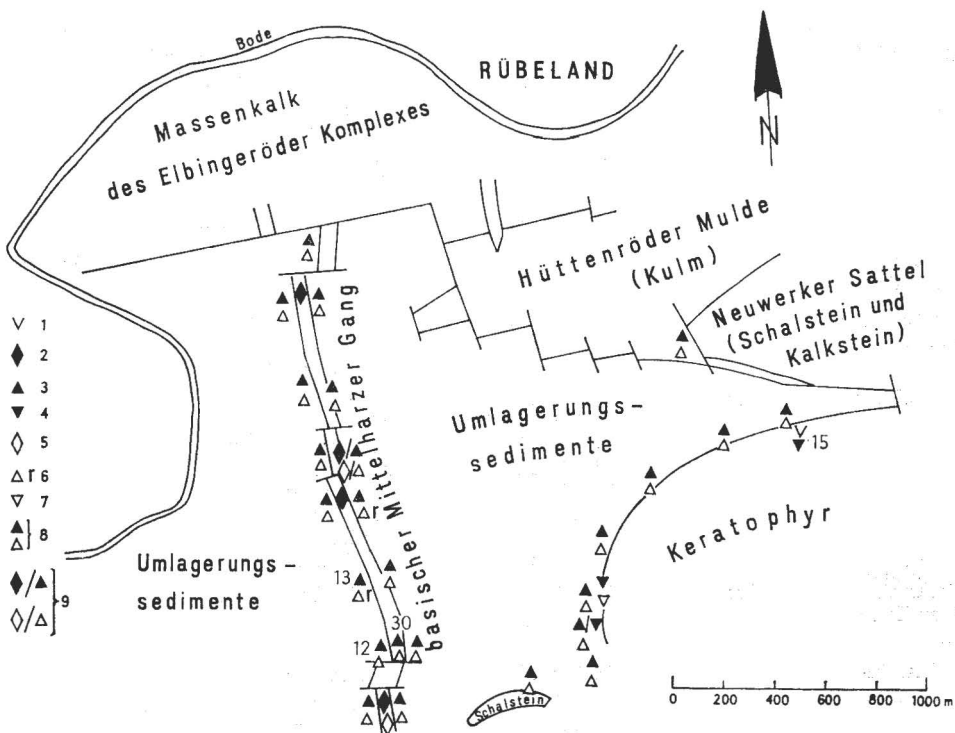 Bode
RÜBELAND
Massenkalk
des Elbingeröder Komplexes
N
Hüttenröder Mulde
(Kulm)
Neuwerker Sattel
(Schalstein und
Kalkstein)
basischer Mittelharzer Gang
Umlagerungs-
sedimente
15
Keratophyr
1
2
3
4
5
r 6
7
8
9
r
Umlagerungs-
sedimente
13
r
30
12
Schalstein
0 200 400 600 800 1000 m